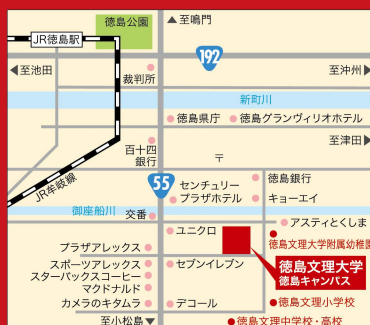 徳島公園
▲至鳴門
JR徳島駅
192
◀至池田
裁判所
至沖州▶
新町川
徳島県庁
徳島グランヴィリオホテル
至津田▶
百十四
銀行
〒
JR牟岐線
55
センチュリー
プラザホテル
徳島銀行
キョーエイ
御座船川
交番
ユニクロ
アスティとくしま
徳島文理大学附属幼稚園
プラザアレックス
スポーツアレックス
スターバックスコーヒー
マクドナルド
カメラのキタムラ
セブンイレブン
徳島文理大学
徳島キャンパス
デコール
徳島文理小学校
至小松島▼
徳島文理中学校・高校